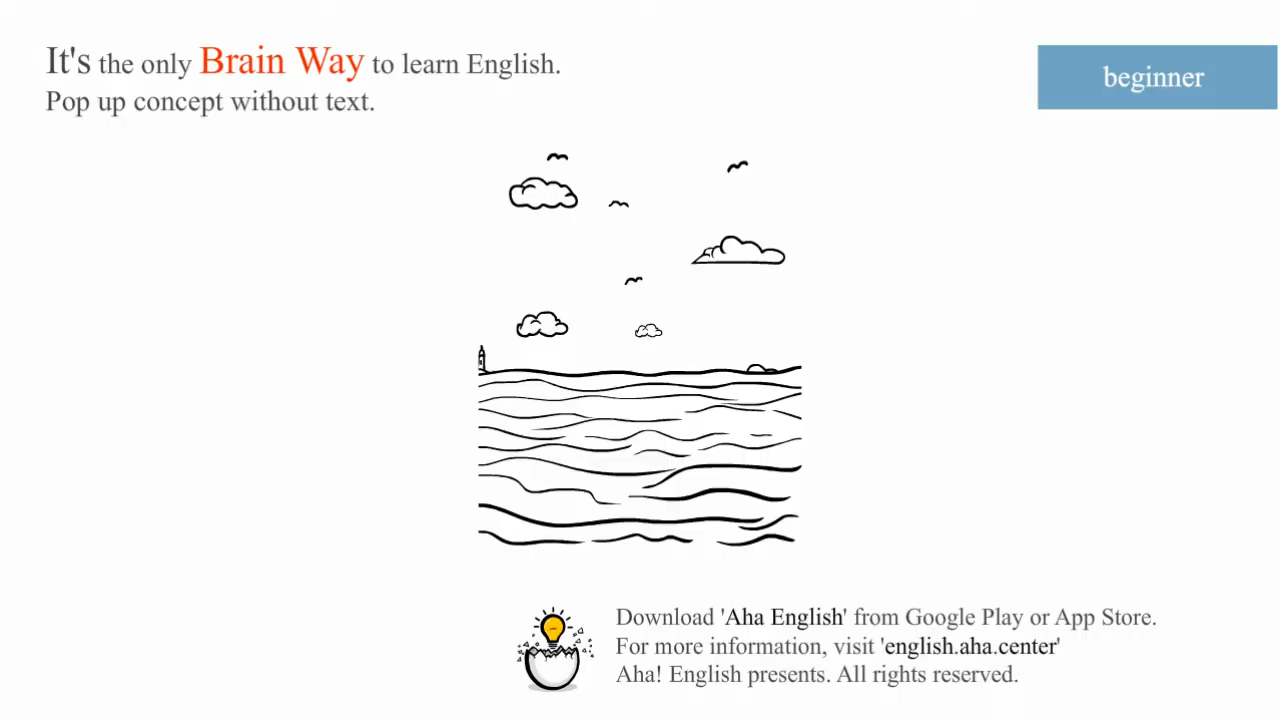 It's the only Brain Way to learn English.
Pop up concept without text.
beginner
Download 'Aha English' from Google Play or App Store.
For more information, visit 'english.aha.center'
Aha! English presents. All rights reserved.